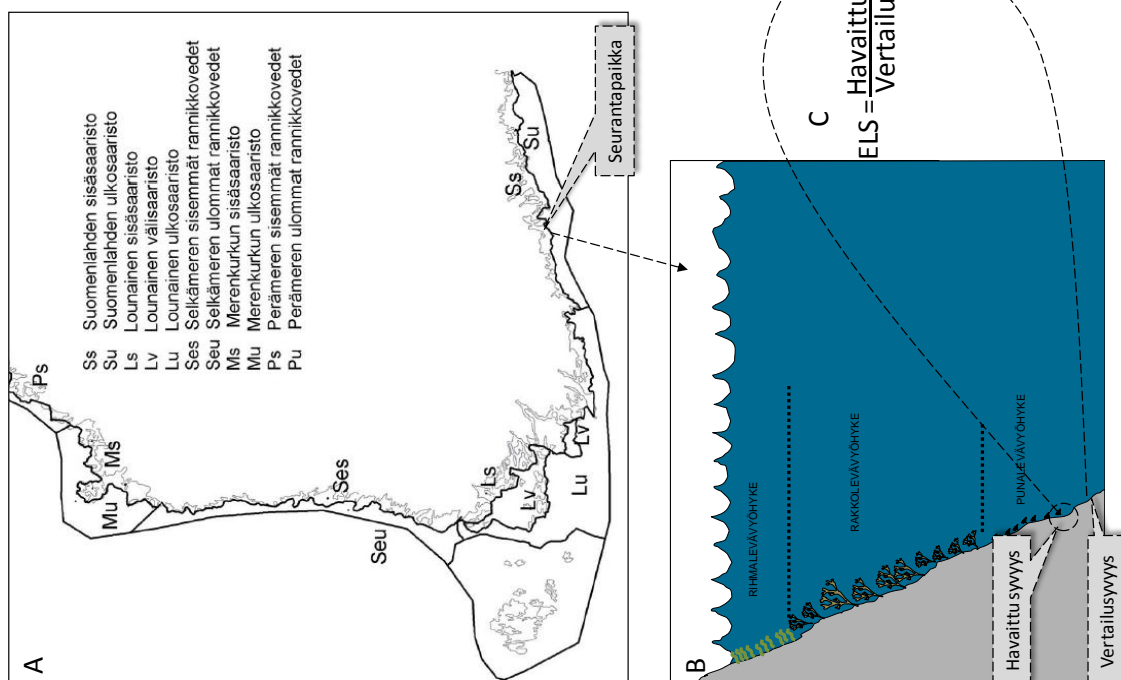 A
Ss Suomenlahden sisäsaaristo
Su Suomenlahden ulkosaaristo
Ls Lounainen sisäsaaristo
Lv Lounainen välisaaristo
Lu Lounainen ulkosaaristo
Ses Selkämeren sisemmät rannikkovedet
Seu Selkämeren ulommat rannikkovedet
Ms Merenkurkun sisäsaaristo
Mu Merenkurkun ulkosaaristo
Ps Perämeren sisemmät rannikkovedet
Pu Perämeren ulommat rannikkovedet
Ps
Ms
Mu
Ses
Seu
Ls
Lv
Lv
Lu
Ss
Su
Seurantapaikka
B
RIHMALEVÄVYÖHYKE
RAKKOLEVÄVYÖHYKE
PUNALEVÄVYÖHYKE
Havaittu syvyys
Vertailusyvyys
C
ELS = Havaittu
Vertailu